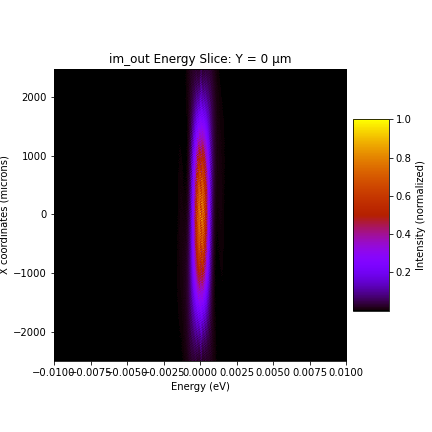 im_out Energy Slice: Y = 0 μm
X coordinates (microns)
2000
1000
0
−1000
−2000
−0.0100 −0.0075 −0.0050 −0.0025 0.0000 0.0025 0.0050 0.0075 0.0100
Energy (eV)
1.0
0.8
0.6
0.4
0.2
Intensity (normalized)